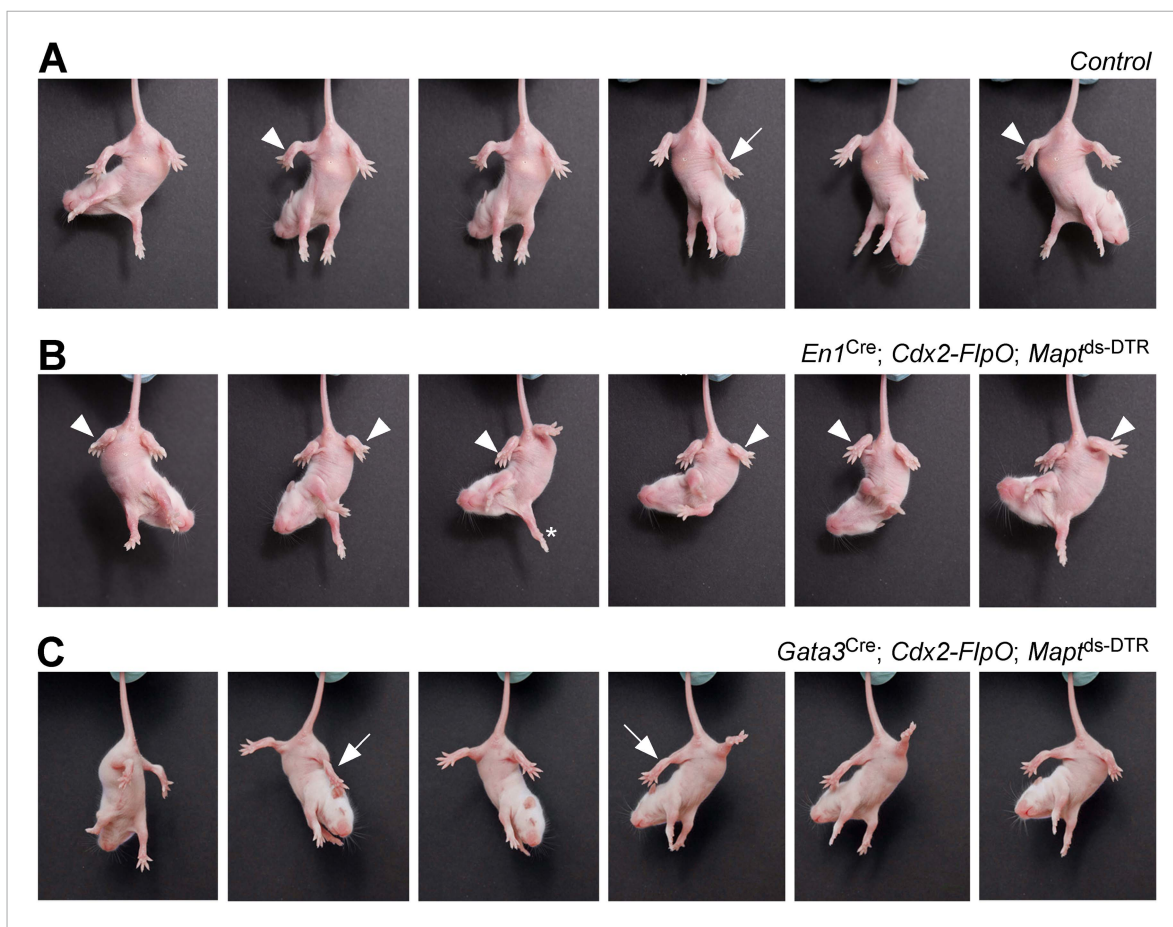 A
Control
B
En1Cre; Cdx2-FlpO; Maptds-DTR
*
C
Gata3Cre; Cdx2-FlpO; Maptds-DTR